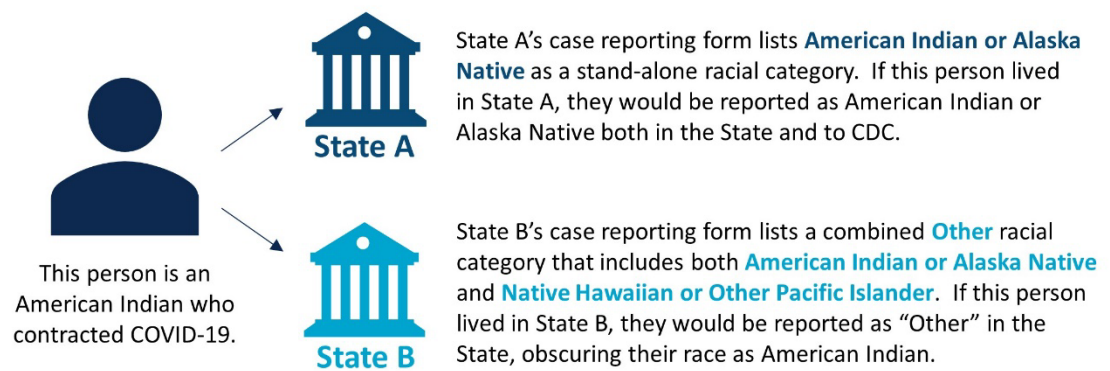 This person is an
American Indian who
contracted COVID-19.
State A
State A’s case reporting form lists American Indian or Alaska
Native as a stand-alone racial category.  If this person lived
in State A, they would be reported as American Indian or
Alaska Native both in the State and to CDC.
State B
State B’s case reporting form lists a combined Other racial
category that includes both American Indian or Alaska Native
and Native Hawaiian or Other Pacific Islander.  If this person
lived in State B, they would be reported as “Other” in the
State, obscuring their race as American Indian.